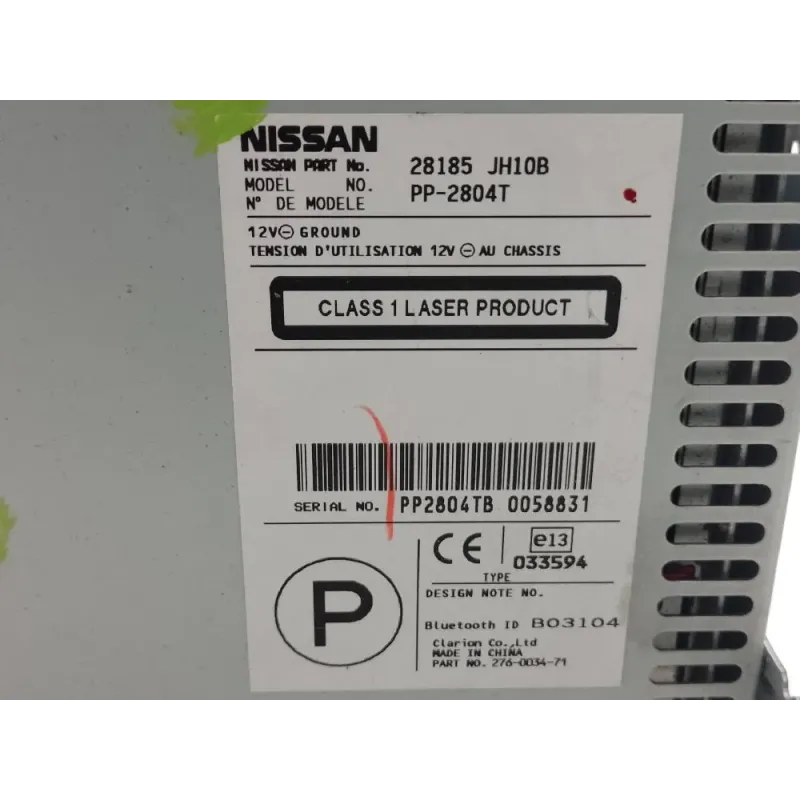 NISSAN
NISSAN PART No. 28185 JH10B
MODEL NO. PP-2804T
N° DE MODELE
12V⊖ GROUND
TENSION D'UTILISATION 12V ⊖ AU CHASSIS
CLASS 1 LASER PRODUCT
SERIAL NO. PP2804TB 0058831
P
CE e13
033594
TYPE
DESIGN NOTE NO.
Bluetooth ID B03104
Clarion Co.,Ltd
MADE IN CHINA
PART NO. 276-0034-71